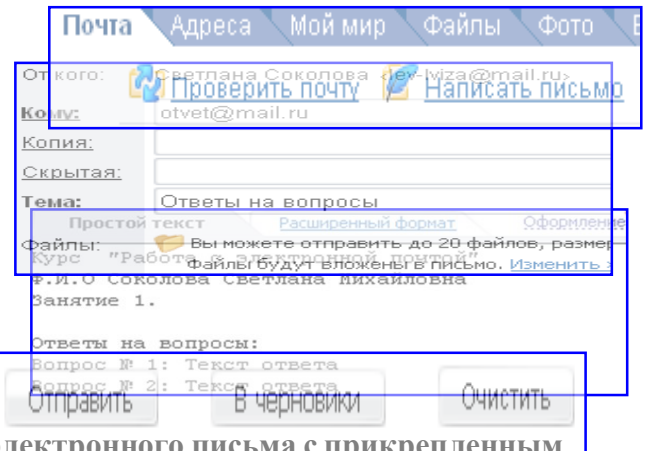 Почта Адреса Мой мир Файлы Фото
Проверить почту Написать письмо
От кого: Светлана Соколова
Кому: otvet@mail.ru
Копия:
Скрытая:
Тема: Ответы на вопросы
Простой текст Расширенный формат Оформление
Файлы: Вы можете отправить до 20 файлов, размер
Файлы будут вложены в письмо. Изменить
Курс "Работа с электронной почтой"
Ф.И.О Соколова Светлана Михайловна
Занятие 1.
Ответы на вопросы:
Вопрос № 1: Текст ответа
Вопрос № 2: Текст ответа
Отправить В черновики Очистить
электронного письма с прикрепленным